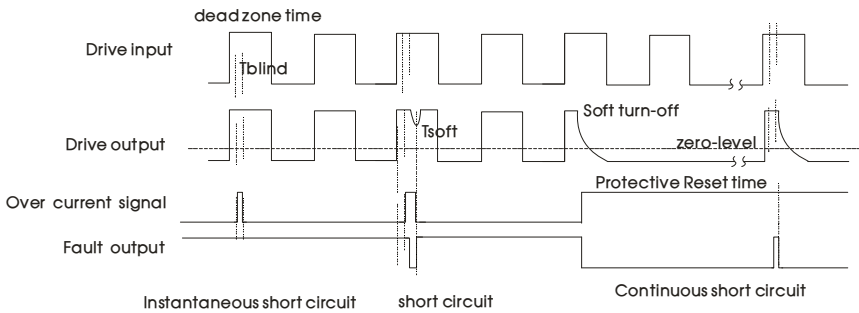 dead zone time
Drive input
Tblind
Soft turn-off
Tsoft
Drive output
zero-level
Protective Reset time
Over current signal
Fault output
Continuous short circuit
Instantaneous short circuit
short circuit